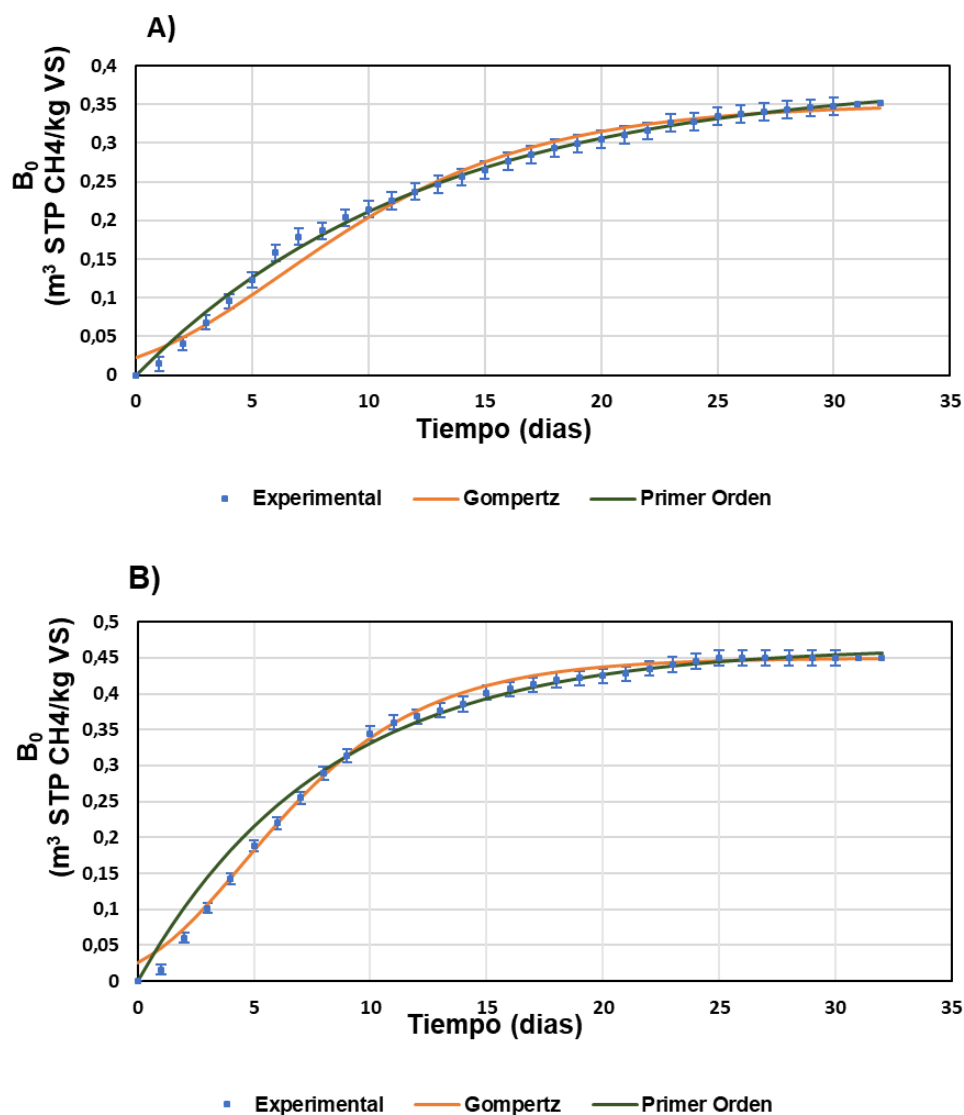 A)
B0
(m3 STP CH4/kg VS)
0,4
0,35
0,3
0,25
0,2
0,15
0,1
0,05
0
0 5 10 15 20 25 30 35
Tiempo (dias)
Experimental Gompertz Primer Orden
B)
B0
(m3 STP CH4/kg VS)
0,5
0,45
0,4
0,35
0,3
0,25
0,2
0,15
0,1
0,05
0
0 5 10 15 20 25 30 35
Tiempo (dias)
Experimental Gompertz Primer Orden